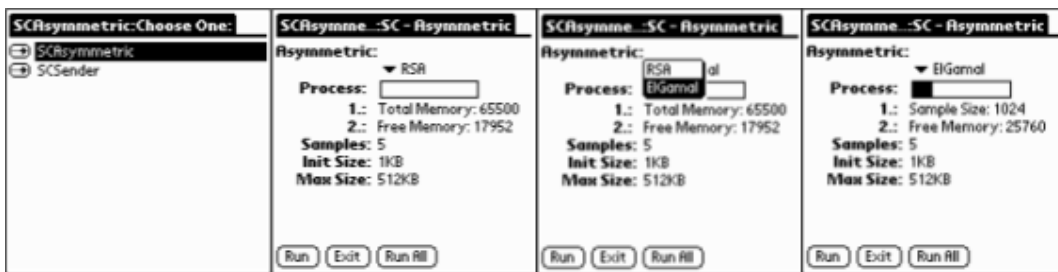 SCAsymmetric:Choose One:
SCAsymmetric
SCSender
SCAsymme...:SC - Asymmetric
Asymmetric:
RSA
Process:
1.: Total Memory: 65500
2.: Free Memory: 17952
Samples: 5
Init Size: 1KB
Max Size: 512KB
Run Exit Run All
SCAsymme...:SC - Asymmetric
Asymmetric:
RSA al
ElGamal
Process:
1.: Total Memory: 65500
2.: Free Memory: 17952
Samples: 5
Init Size: 1KB
Max Size: 512KB
Run Exit Run All
SCAsymme...:SC - Asymmetric
Asymmetric:
ElGamal
Process:
1.: Sample Size: 1024
2.: Free Memory: 25760
Samples: 5
Init Size: 1KB
Max Size: 512KB
Run Exit Run All